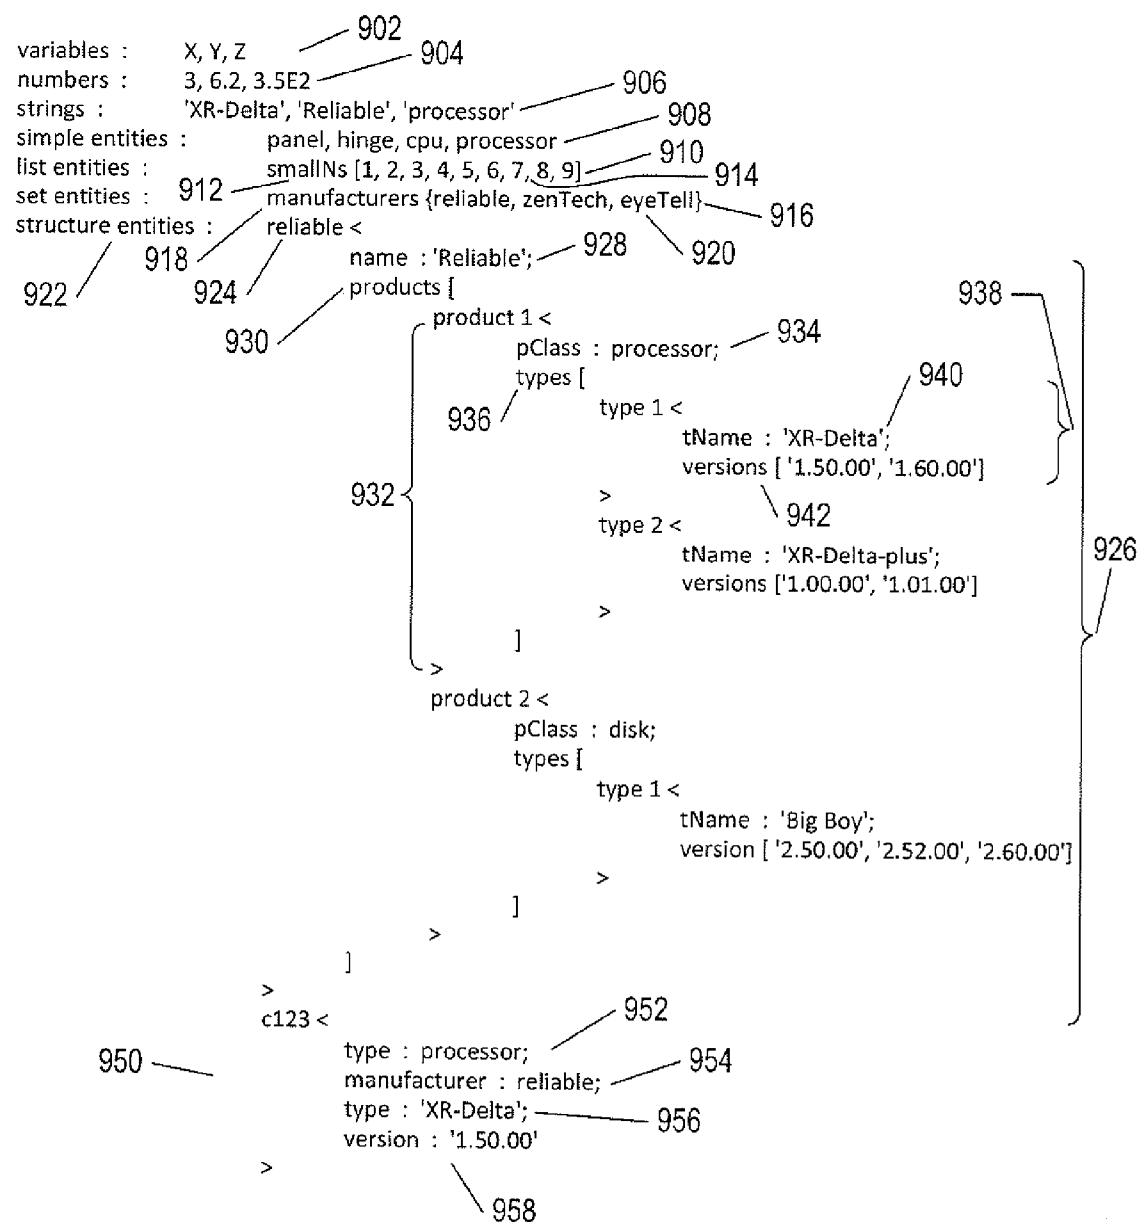 902
variables : X, Y, Z
904
numbers : 3, 6.2, 3.5E2
906
strings : 'XR-Delta', 'Reliable', 'processor'
908
simple entities : panel, hinge, cpu, processor
910
list entities : smallNs [1, 2, 3, 4, 5, 6, 7, 8, 9]
912
914
set entities : manufacturers {reliable, zenTech, eyeTell}
916
structure entities : reliable <
918
920
922
924
name : 'Reliable';
928
products [
930
938
product 1 <
934
pClass : processor;
types [
940
936
type 1 <
tName : 'XR-Delta';
versions [ '1.50.00', '1.60.00']
932
>
942
type 2 <
926
tName : 'XR-Delta-plus';
versions ['1.00.00', '1.01.00']
>
]
>
product 2 <
pClass : disk;
types [
type 1 <
tName : 'Big Boy';
version [ '2.50.00', '2.52.00', '2.60.00']
>
]
>
]
>
952
c123 <
type : processor;
950
954
manufacturer : reliable;
type : 'XR-Delta';
956
version : '1.50.00'
>
958